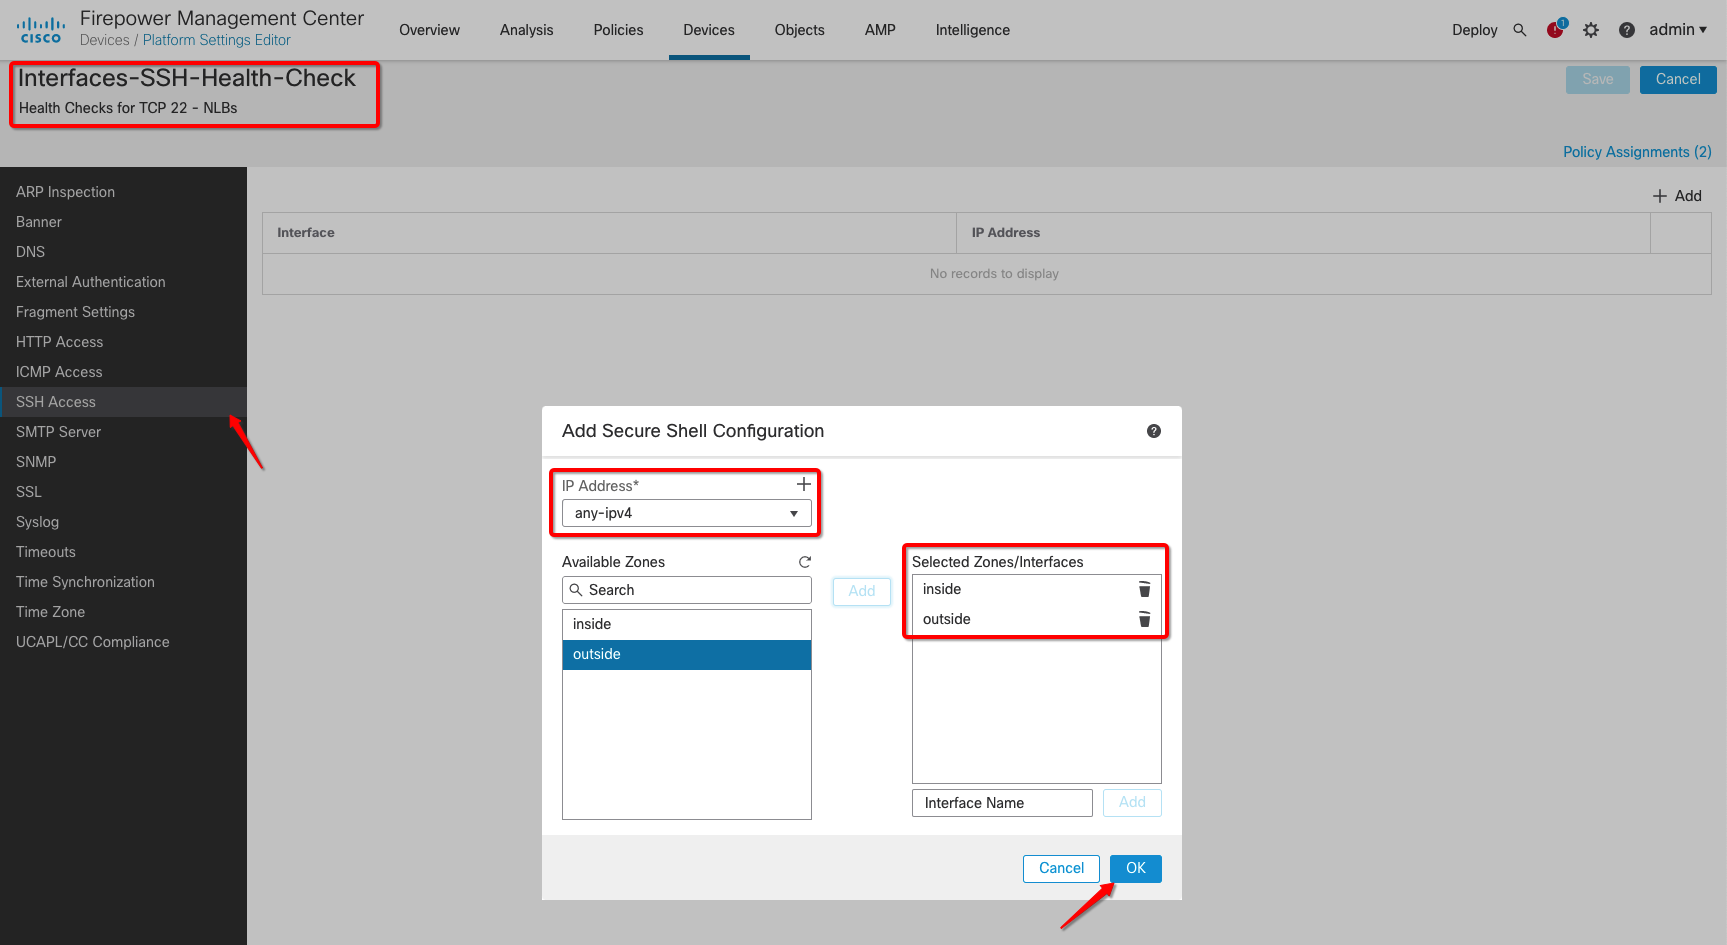 cisco
Firepower Management Center
Devices / Platform Settings Editor
Overview
Analysis
Policies
Devices
Objects
AMP
Intelligence
Deploy
1
admin
Interfaces-SSH-Health-Check
Health Checks for TCP 22 - NLBs
Save
Cancel
Policy Assignments (2)
ARP Inspection
Banner
DNS
External Authentication
Fragment Settings
HTTP Access
ICMP Access
SSH Access
SMTP Server
SNMP
SSL
Syslog
Timeouts
Time Synchronization
Time Zone
UCAPL/CC Compliance
Add
Interface
IP Address
No records to display
Add Secure Shell Configuration
IP Address*
any-ipv4
Available Zones
Search
inside
outside
Add
Selected Zones/Interfaces
inside
outside
Interface Name
Add
Cancel
OK